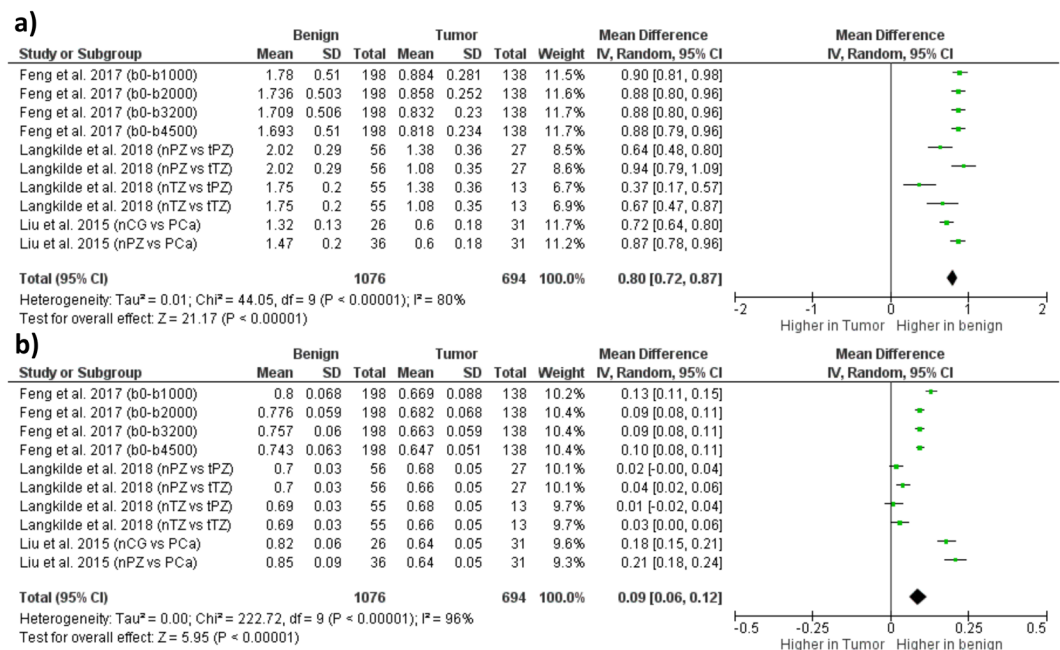 a)
Benign Tumor Mean Difference Mean Difference
Study or Subgroup Mean SD Total Mean SD Total Weight IV, Random, 95% CI IV, Random, 95% CI
Feng et al. 2017 (b0-b1000) 1.78 0.51 198 0.884 0.281 138 11.5% 0.90 [0.81, 0.98]
Feng et al. 2017 (b0-b2000) 1.736 0.503 198 0.858 0.252 138 11.6% 0.88 [0.80, 0.96]
Feng et al. 2017 (b0-b3200) 1.709 0.506 198 0.832 0.23 138 11.7% 0.88 [0.80, 0.96]
Feng et al. 2017 (b0-b4500) 1.693 0.51 198 0.818 0.234 138 11.7% 0.88 [0.79, 0.96]
Langkilde et al. 2018 (nPZ vs tPZ) 2.02 0.29 56 1.38 0.36 27 8.5% 0.64 [0.48, 0.80]
Langkilde et al. 2018 (nPZ vs tTZ) 2.02 0.29 56 1.08 0.35 27 8.6% 0.94 [0.79, 1.09]
Langkilde et al. 2018 (nTZ vs tPZ) 1.75 0.2 55 1.38 0.36 13 6.7% 0.37 [0.17, 0.57]
Langkilde et al. 2018 (nTZ vs tTZ) 1.75 0.2 55 1.08 0.35 13 6.8% 0.67 [0.47, 0.87]
Liu et al. 2015 (nCG vs PCa) 1.32 0.13 26 0.6 0.18 31 11.7% 0.72 [0.64, 0.80]
Liu et al. 2015 (nPZ vs PCa) 1.47 0.2 36 0.6 0.18 31 11.2% 0.87 [0.78, 0.96]
Total (95% CI) 1076 694 100.0% 0.80 [0.72, 0.87]
Heterogeneity: Tau² = 0.01; Chi² = 44.05, df = 9 (P < 0.00001); I² = 80%
Test for overall effect: Z = 21.17 (P < 0.00001)
-2 -1 0 1 2
Higher in Tumor Higher in benign
b)
Benign Tumor Mean Difference Mean Difference
Study or Subgroup Mean SD Total Mean SD Total Weight IV, Random, 95% CI IV, Random, 95% CI
Feng et al. 2017 (b0-b1000) 0.8 0.068 198 0.669 0.088 138 10.2% 0.13 [0.11, 0.15]
Feng et al. 2017 (b0-b2000) 0.776 0.059 198 0.682 0.068 138 10.4% 0.09 [0.08, 0.11]
Feng et al. 2017 (b0-b3200) 0.757 0.06 198 0.663 0.059 138 10.4% 0.09 [0.08, 0.11]
Feng et al. 2017 (b0-b4500) 0.743 0.063 198 0.647 0.051 138 10.4% 0.10 [0.08, 0.11]
Langkilde et al. 2018 (nPZ vs tPZ) 0.7 0.03 56 0.68 0.05 27 10.1% 0.02 [-0.00, 0.04]
Langkilde et al. 2018 (nPZ vs tTZ) 0.7 0.03 56 0.66 0.05 27 10.1% 0.04 [0.02, 0.06]
Langkilde et al. 2018 (nTZ vs tPZ) 0.69 0.03 55 0.68 0.05 13 9.7% 0.01 [-0.02, 0.04]
Langkilde et al. 2018 (nTZ vs tTZ) 0.69 0.03 55 0.66 0.05 13 9.7% 0.03 [0.00, 0.06]
Liu et al. 2015 (nCG vs PCa) 0.82 0.06 26 0.64 0.05 31 9.6% 0.18 [0.15, 0.21]
Liu et al. 2015 (nPZ vs PCa) 0.85 0.09 36 0.64 0.05 31 9.3% 0.21 [0.18, 0.24]
Total (95% CI) 1076 694 100.0% 0.09 [0.06, 0.12]
Heterogeneity: Tau² = 0.00; Chi² = 222.72, df = 9 (P < 0.00001); I² = 96%
Test for overall effect: Z = 5.95 (P < 0.00001)
-0.5 -0.25 0 0.25 0.5
Higher in Tumor Higher in benign